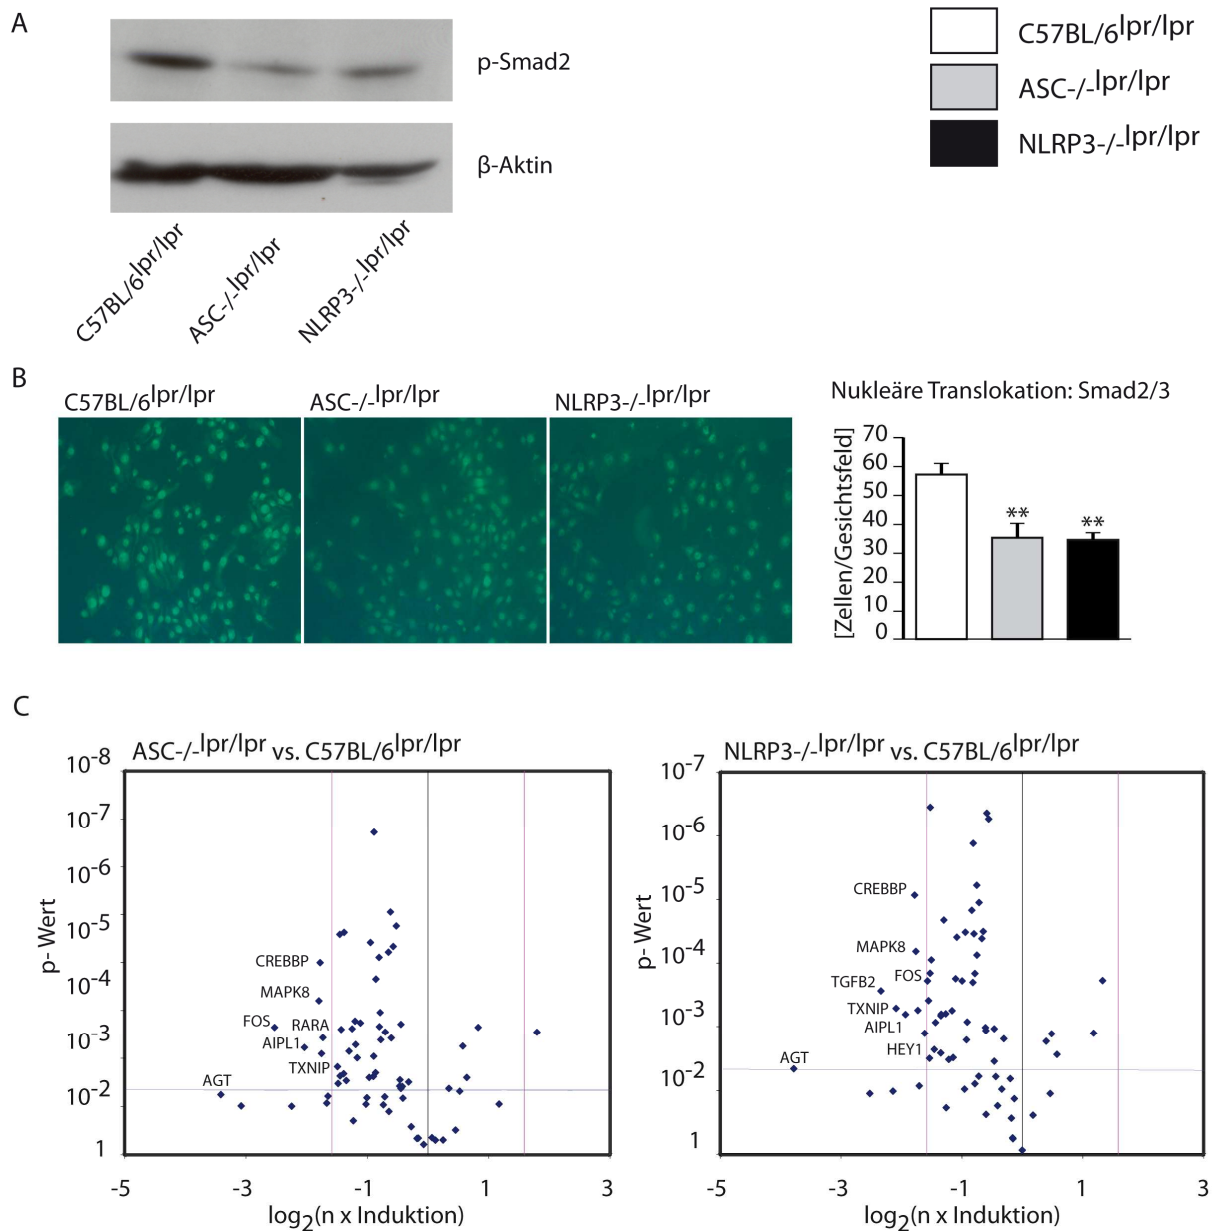 A
p-Smad2
β-Aktin
C57BL/6lpr/lpr
ASC-/-lpr/lpr
NLRP3-/-lpr/lpr
C57BL/6lpr/lpr
ASC-/-lpr/lpr
NLRP3-/-lpr/lpr
B
C57BL/6lpr/lpr
ASC-/-lpr/lpr
NLRP3-/-lpr/lpr
Nukleäre Translokation: Smad2/3
[Zellen/Gesichtsfeld]
70
60
50
40
30
20
10
0
**
**
C
ASC-/-lpr/lpr vs. C57BL/6lpr/lpr
p- Wert
10-8
10-7
10-6
10-5
10-4
10-3
10-2
1
CREBBP
MAPK8
FOS
RARA
AIPL1
TXNIP
AGT
-5
-3
-1
1
3
log2(n x Induktion)
NLRP3-/-lpr/lpr vs. C57BL/6lpr/lpr
p- Wert
10-7
10-6
10-5
10-4
10-3
10-2
1
CREBBP
MAPK8
FOS
TGFB2
TXNIP
AIPL1
HEY1
AGT
-5
-3
-1
1
3
log2(n x Induktion)